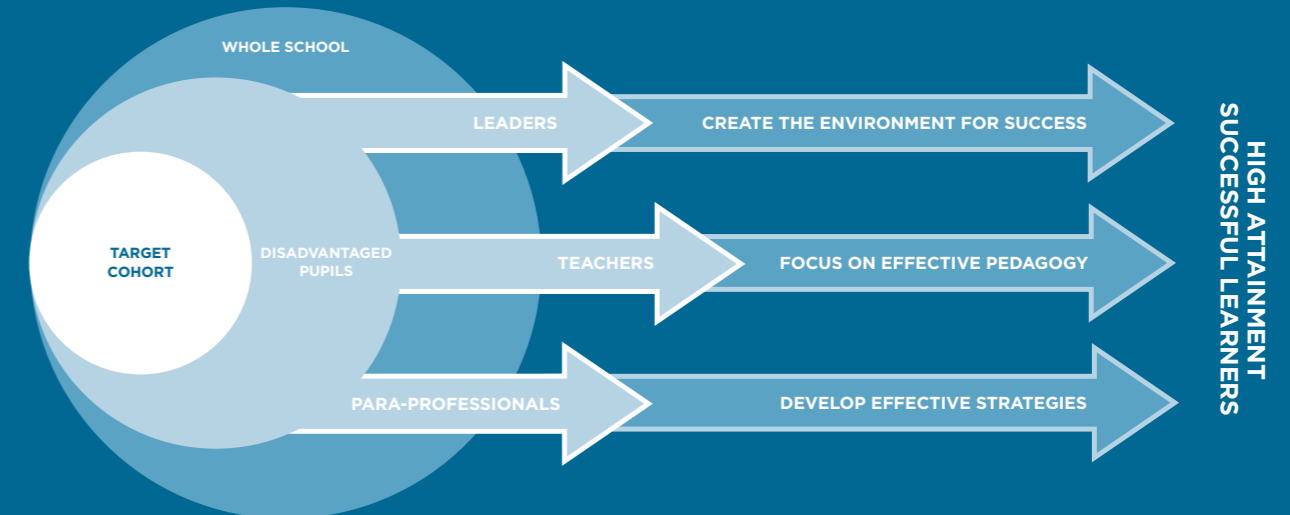 WHOLE SCHOOL
TARGET
COHORT
DISADVANTAGED
PUPILS
LEADERS
CREATE THE ENVIRONMENT FOR SUCCESS
TEACHERS
FOCUS ON EFFECTIVE PEDAGOGY
PARA-PROFESSIONALS
DEVELOP EFFECTIVE STRATEGIES
HIGH ATTAINMENT
SUCCESSFUL LEARNERS